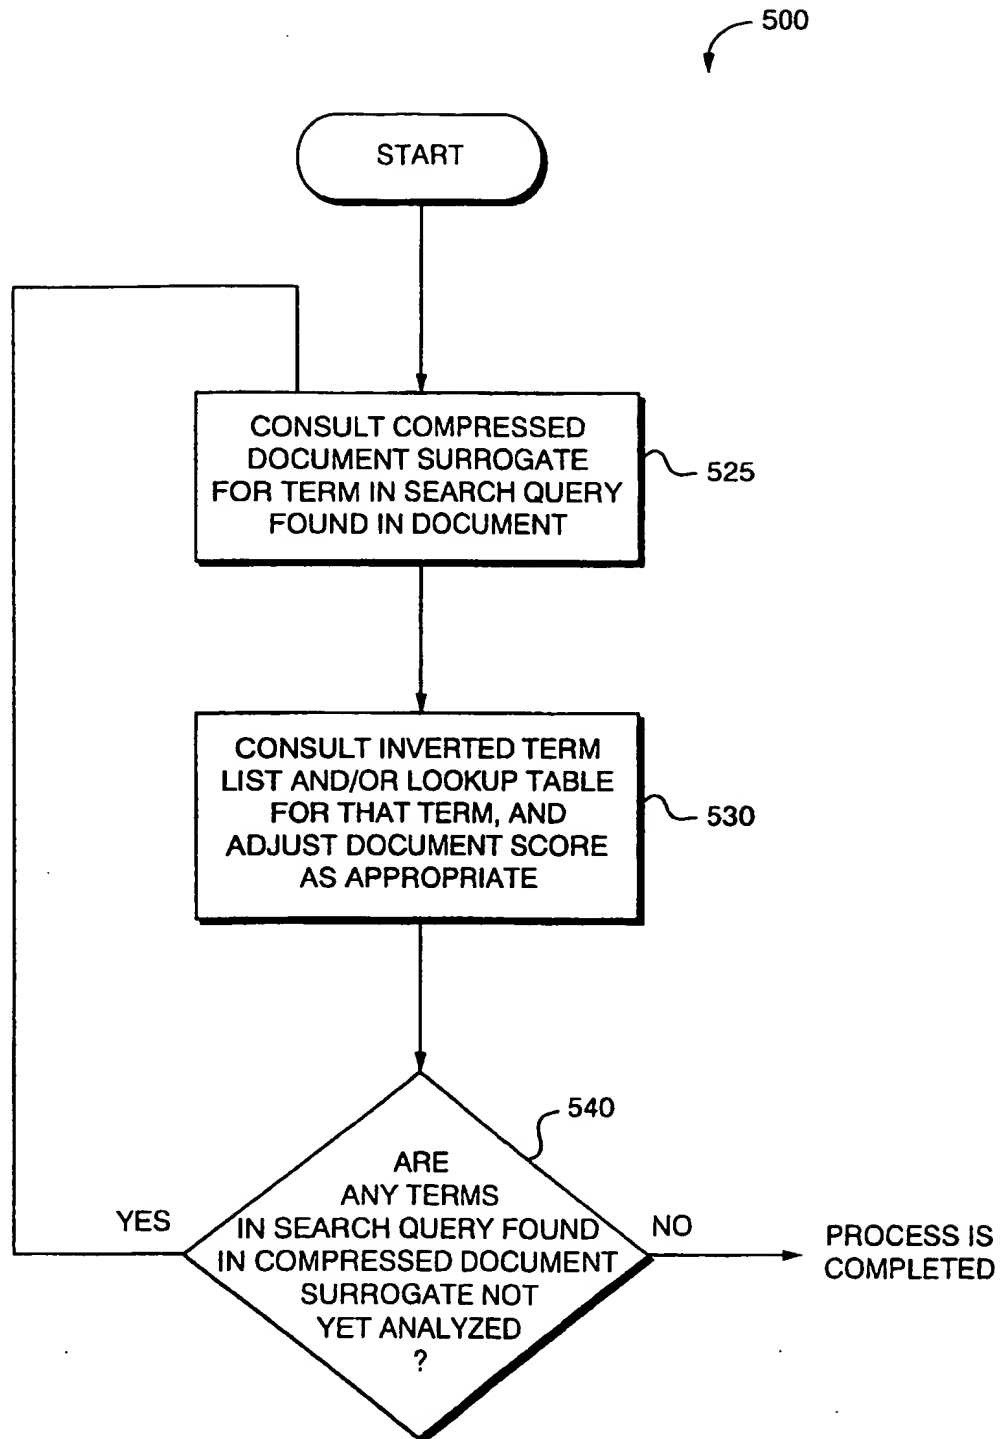 500
START
CONSULT COMPRESSED
DOCUMENT SURROGATE
FOR TERM IN SEARCH QUERY
FOUND IN DOCUMENT
525
CONSULT INVERTED TERM
LIST AND/OR LOOKUP TABLE
FOR THAT TERM, AND
ADJUST DOCUMENT SCORE
AS APPROPRIATE
530
540
ARE
ANY TERMS
IN SEARCH QUERY FOUND
IN COMPRESSED DOCUMENT
SURROGATE NOT
YET ANALYZED
?
YES
NO
PROCESS IS
COMPLETED